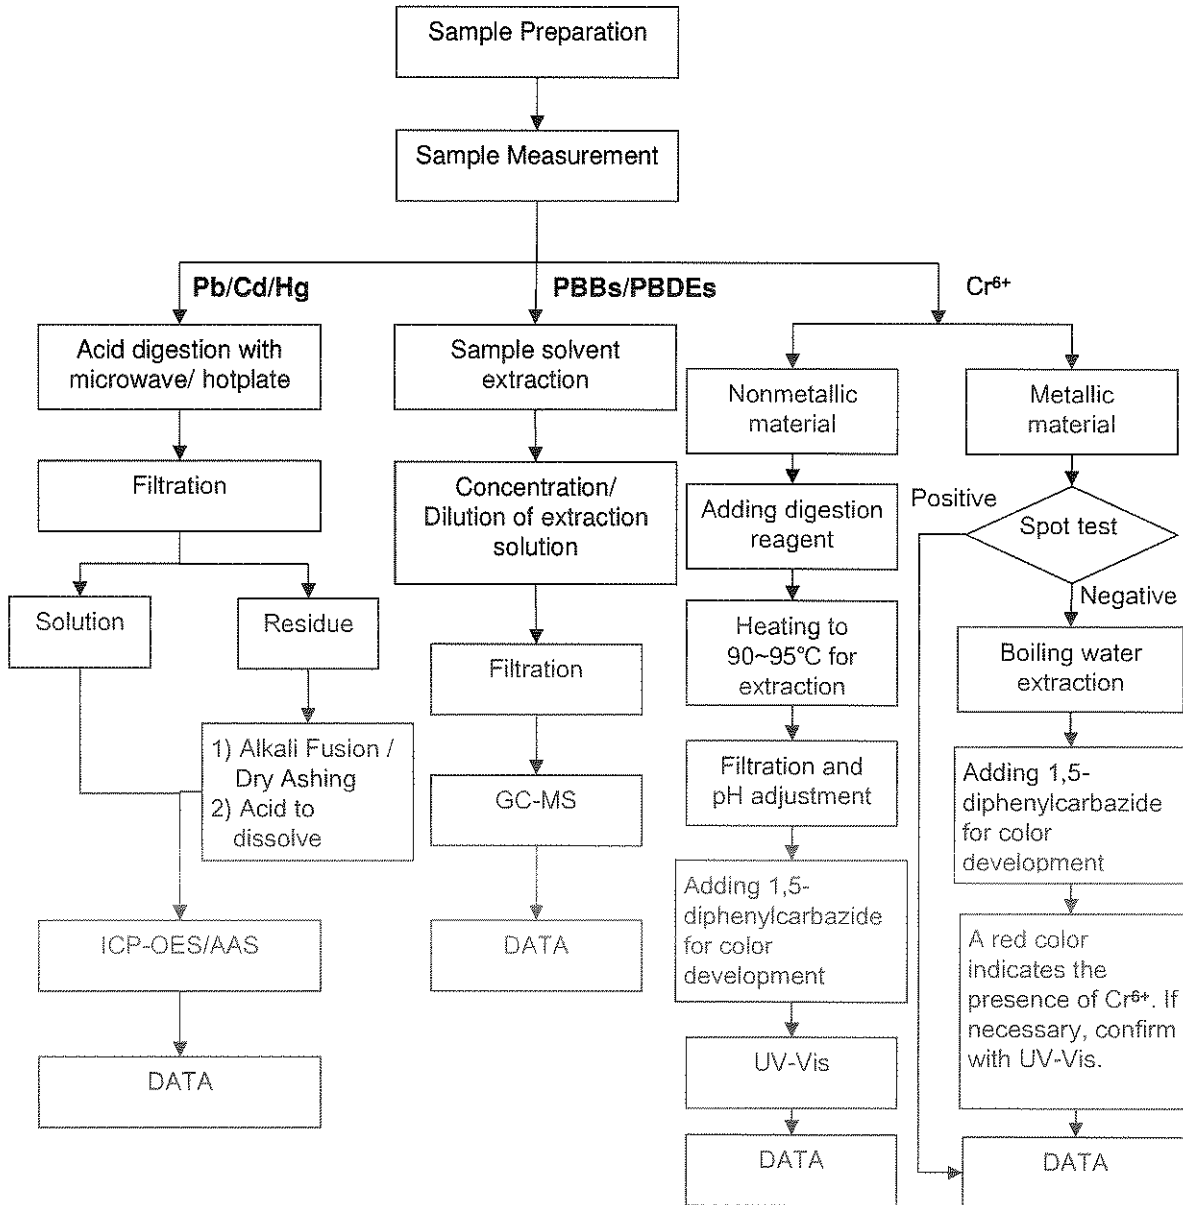 Sample Preparation
Sample Measurement
Pb/Cd/Hg
PBBs/PBDEs
Cr⁶⁺
Acid digestion with
microwave/ hotplate
Filtration
Solution
Residue
1) Alkali Fusion /
Dry Ashing
2) Acid to
dissolve
ICP-OES/AAS
DATA
Sample solvent
extraction
Concentration/
Dilution of extraction
solution
Filtration
GC-MS
DATA
Nonmetallic
material
Adding digestion
reagent
Heating to
90~95°C for
extraction
Filtration and
pH adjustment
Adding 1,5-
diphenylcarbazide
for color
development
UV-Vis
DATA
Metallic
material
Positive
Spot test
Negative
Boiling water
extraction
Adding 1,5-
diphenylcarbazide
for color
development
A red color
indicates the
presence of Cr⁶⁺. If
necessary, confirm
with UV-Vis.
DATA